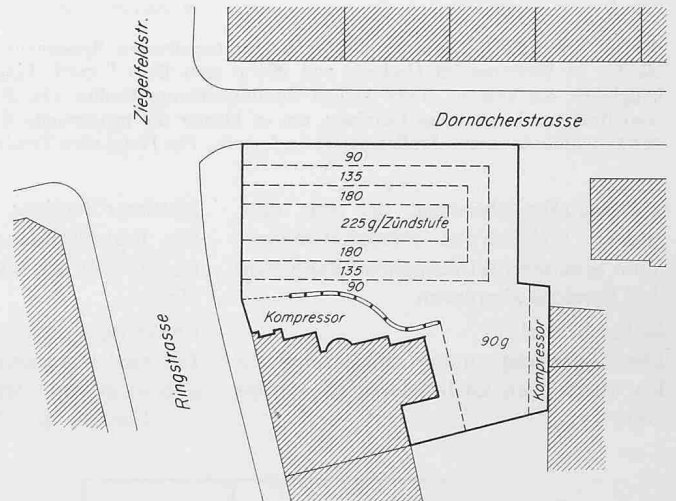 Ziegelfeldstr.
Dornacherstrasse
90
135
180
225 g/Zündstufe
180
135
90
Kompressor
90 g
Kompressor
Ringstrasse